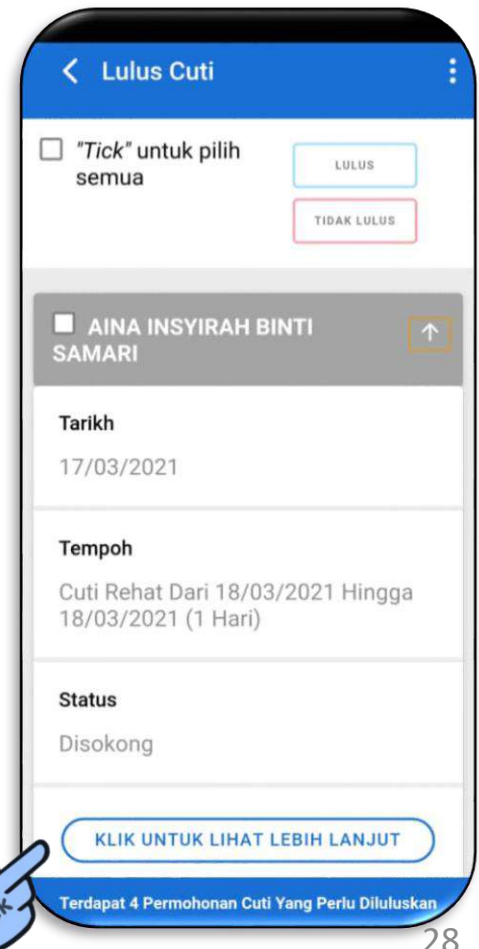 Lulus Cuti
"Tick" untuk pilih
semua
LULUS
TIDAK LULUS
AINA INSYIRAH BINTI
SAMARI
Tarikh
17/03/2021
Tempoh
Cuti Rehat Dari 18/03/2021 Hingga
18/03/2021 (1 Hari)
Status
Disokong
KLIK UNTUK LIHAT LEBIH LANJUT
Terdapat 4 Permohonan Cuti Yang Perlu Diluluskan
28